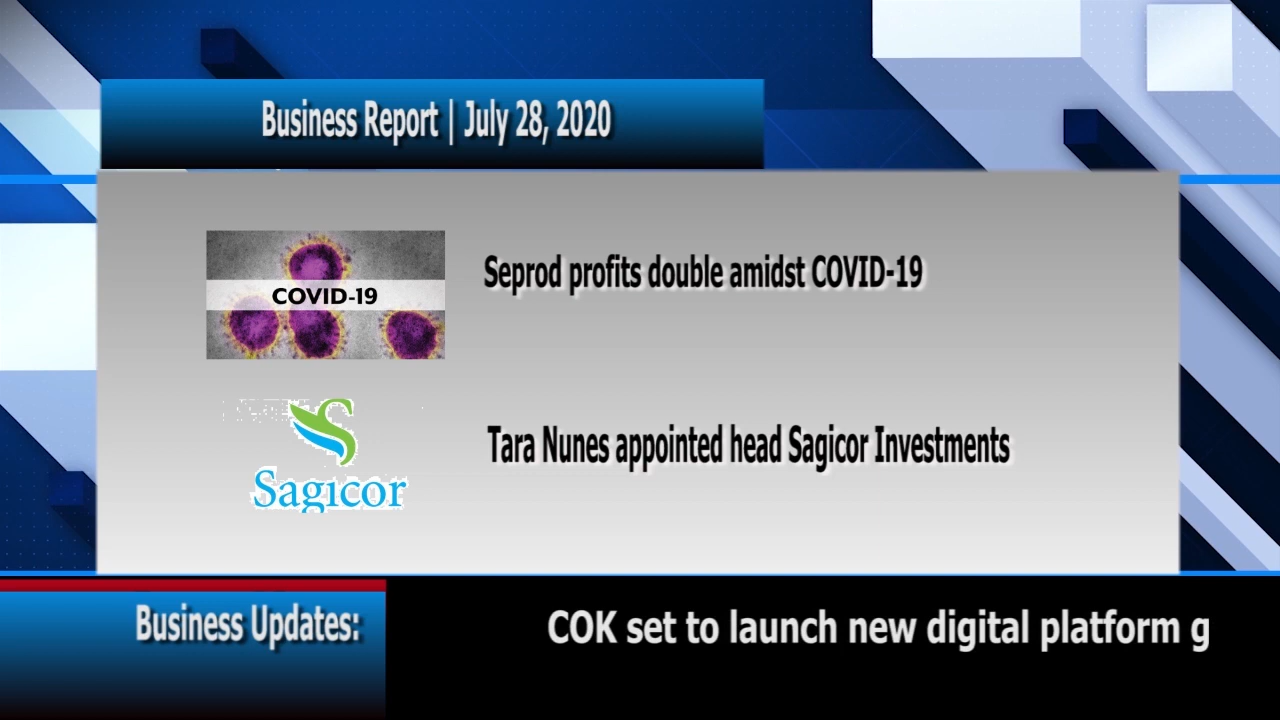 Business Report | July 28, 2020
COVID-19
Seprod profits double amidst COVID-19
Sagicor
Tara Nunes appointed head Sagicor Investments
Business Updates:
COK set to launch new digital platform g